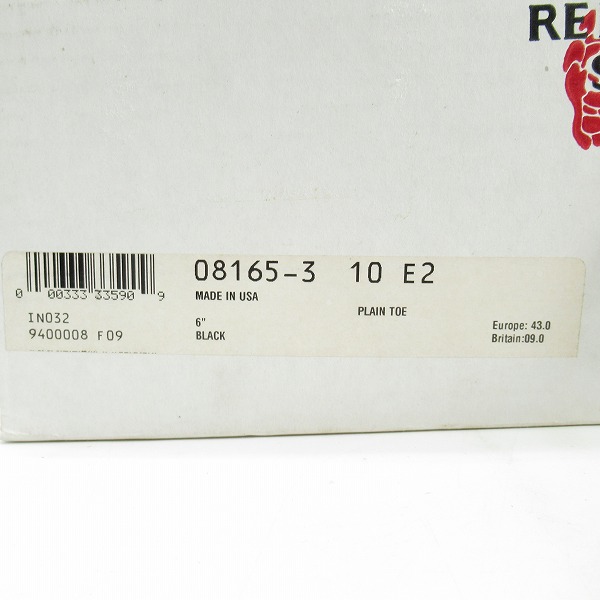 RE
S
08165-3 10 E2
0 00333 33590 9
MADE IN USA
PLAIN TOE
IN032
6"
Europe: 43.0
9400008 F09
BLACK
Britain:09.0